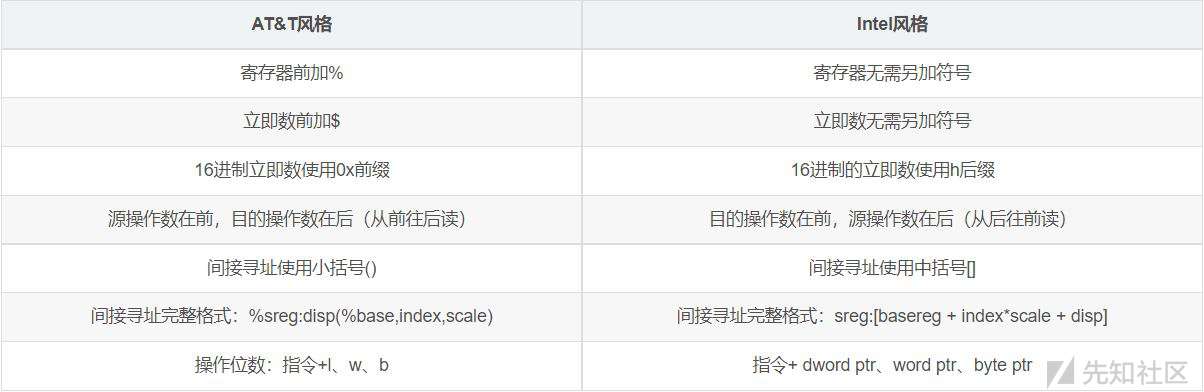 AT&T风格
Intel风格
寄存器前加%
寄存器无需另加符号
立即数前加$
立即数无需另加符号
16进制立即数使用0x前缀
16进制的立即数使用h后缀
源操作数在前，目的操作数在后（从前往后读）
目的操作数在前，源操作数在后（从后往前读）
间接寻址使用小括号()
间接寻址使用中括号[]
间接寻址完整格式：%sreg:disp(%base,index,scale)
间接寻址完整格式：sreg:[basereg + index*scale + disp]
操作位数：指令+l、w、b
指令+ dword ptr、word ptr、byte ptr
先知社区